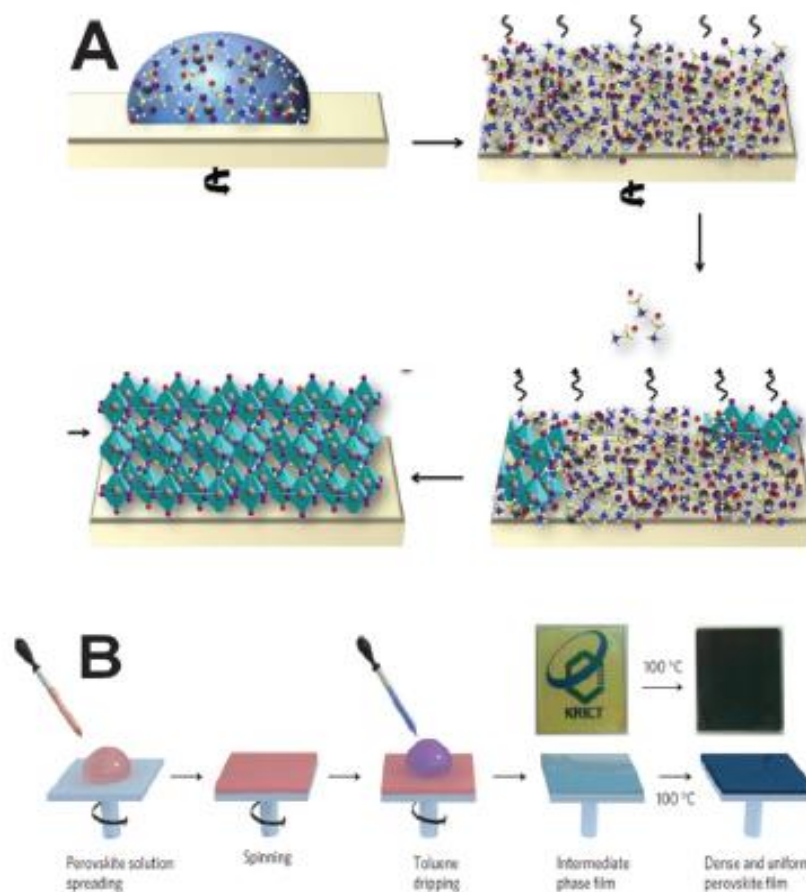 A
B
KRICT
100 °C
100 °C
Perovskite solution
spreading
Spinning
Toluene
dripping
Intermediate
phase film
Dense and uniform
perovskite film